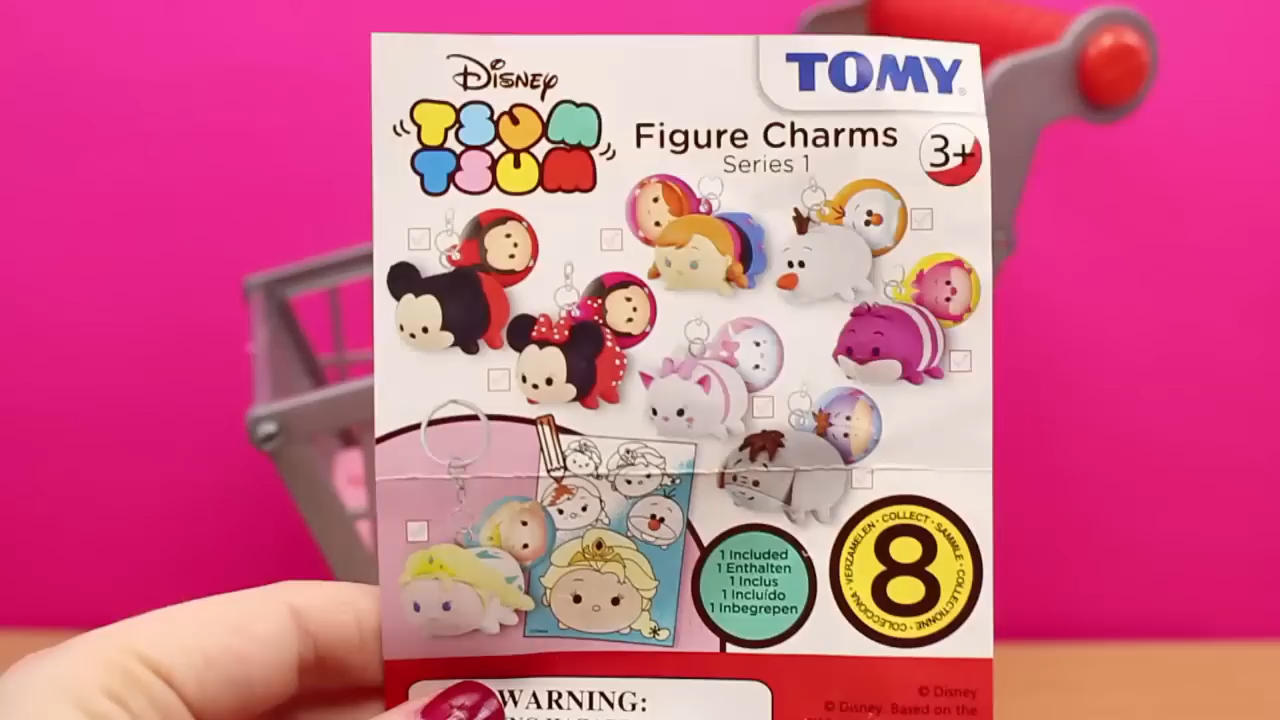 Disney
TSUM
TSUM
TOMY
Figure Charms
Series 1
3+
1 Included
1 Enthalten
1 Inclus
1 Incluído
1 Inbegrepen
8
VERZAMELEN · COLLECT · SAMMLE · COLLECTIONNE · COLECCIONA ·
WARNING:
© Disney
© Disney. Based on the